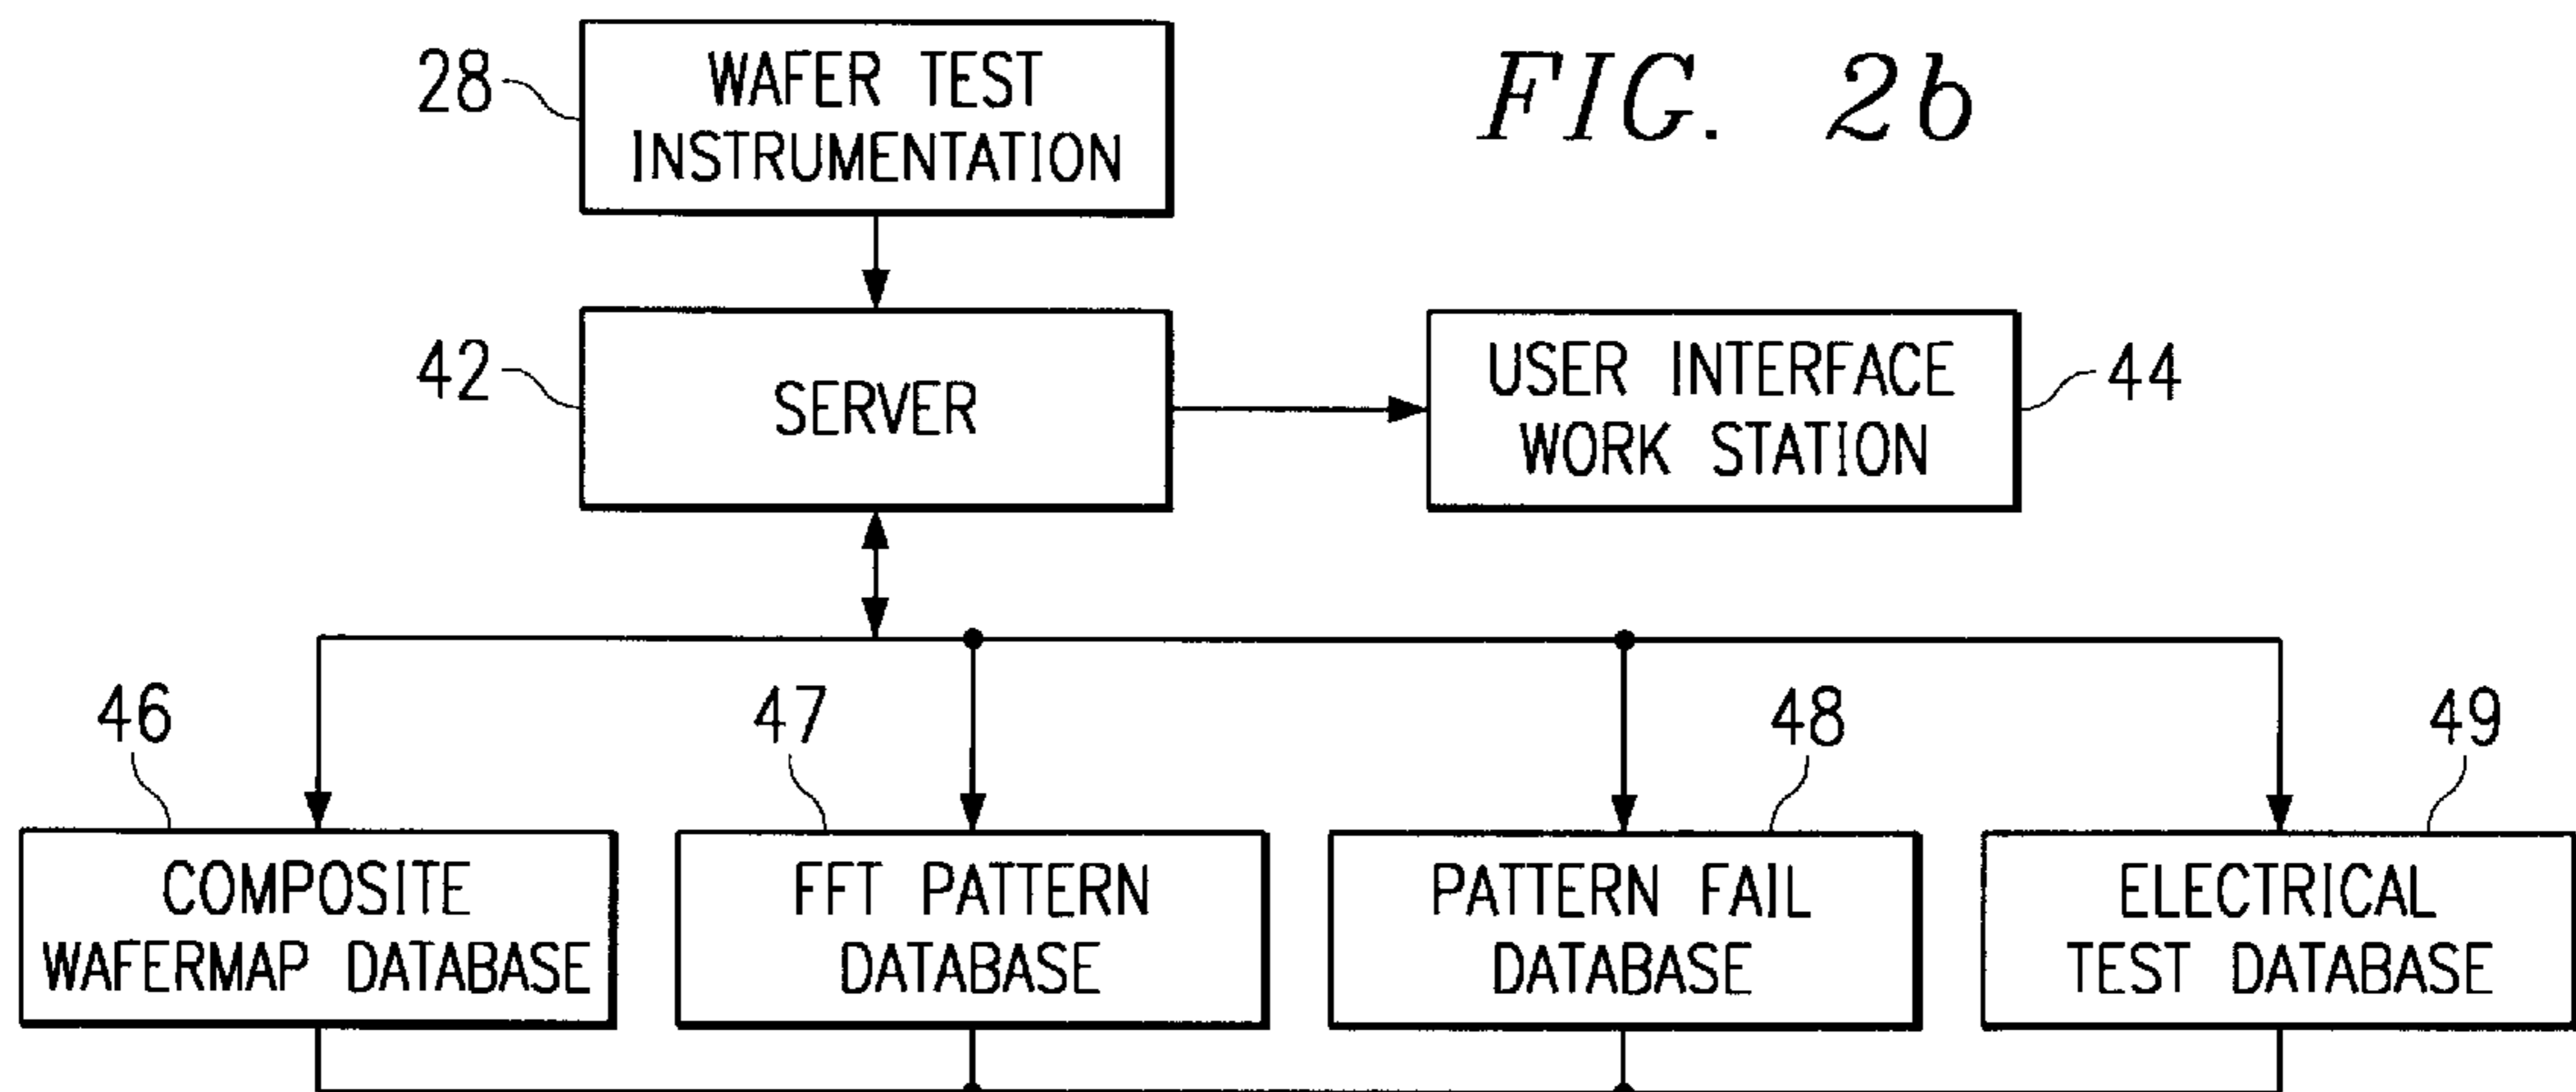 FIG. 2b
28
WAFER TEST
INSTRUMENTATION
42
SERVER
USER INTERFACE
WORK STATION
44
46
47
48
49
COMPOSITE
WAFERMAP DATABASE
FFT PATTERN
DATABASE
PATTERN FAIL
DATABASE
ELECTRICAL
TEST DATABASE